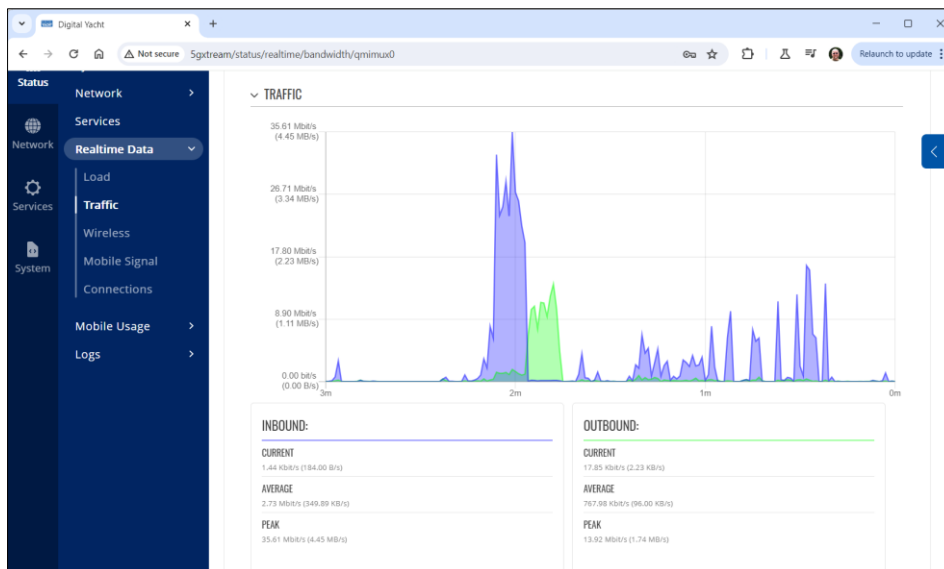 Digital Yacht
Not secure 5gxtream/status/realtime/bandwidth/qmimux0
Relaunch to update
Status
Network
Services
System
Network
Services
Realtime Data
Load
Traffic
Wireless
Mobile Signal
Connections
Mobile Usage
Logs
TRAFFIC
35.61 Mbit/s
(4.45 MB/s)
26.71 Mbit/s
(3.34 MB/s)
17.80 Mbit/s
(2.23 MB/s)
8.90 Mbit/s
(1.11 MB/s)
0.00 bit/s
(0.00 B/s)
3m 2m 1m 0m
INBOUND:
CURRENT
1.44 Kbit/s (184.00 B/s)
AVERAGE
2.73 Mbit/s (349.89 KB/s)
PEAK
35.61 Mbit/s (4.45 MB/s)
OUTBOUND:
CURRENT
17.85 Kbit/s (2.23 KB/s)
AVERAGE
767.98 Kbit/s (96.00 KB/s)
PEAK
13.92 Mbit/s (1.74 MB/s)